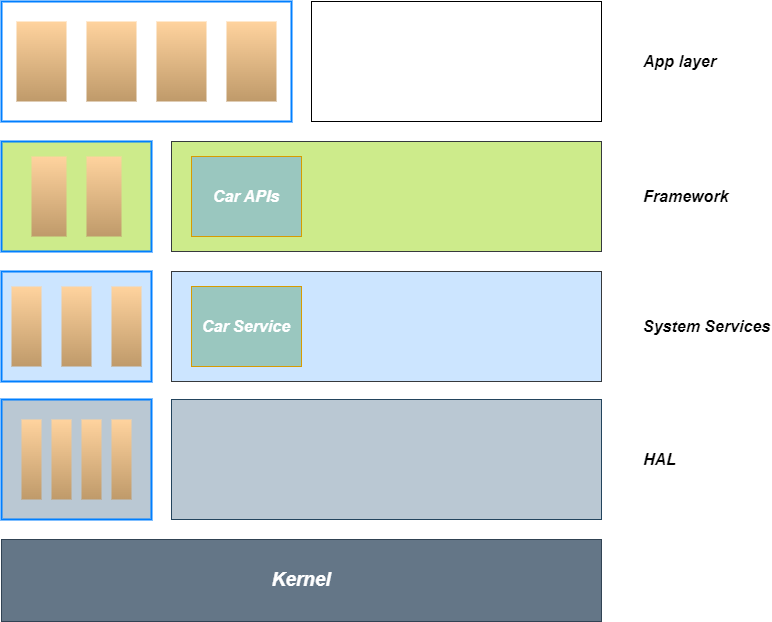 App layer
Car APIs
Framework
Car Service
System Services
HAL
Kernel